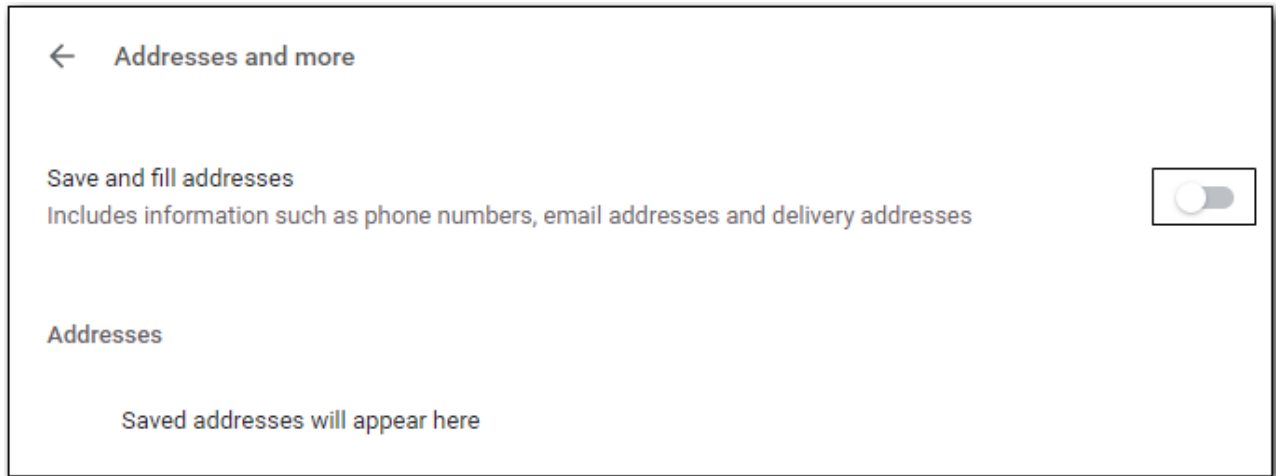 Addresses and more
Save and fill addresses
Includes information such as phone numbers, email addresses and delivery addresses
Addresses
Saved addresses will appear here